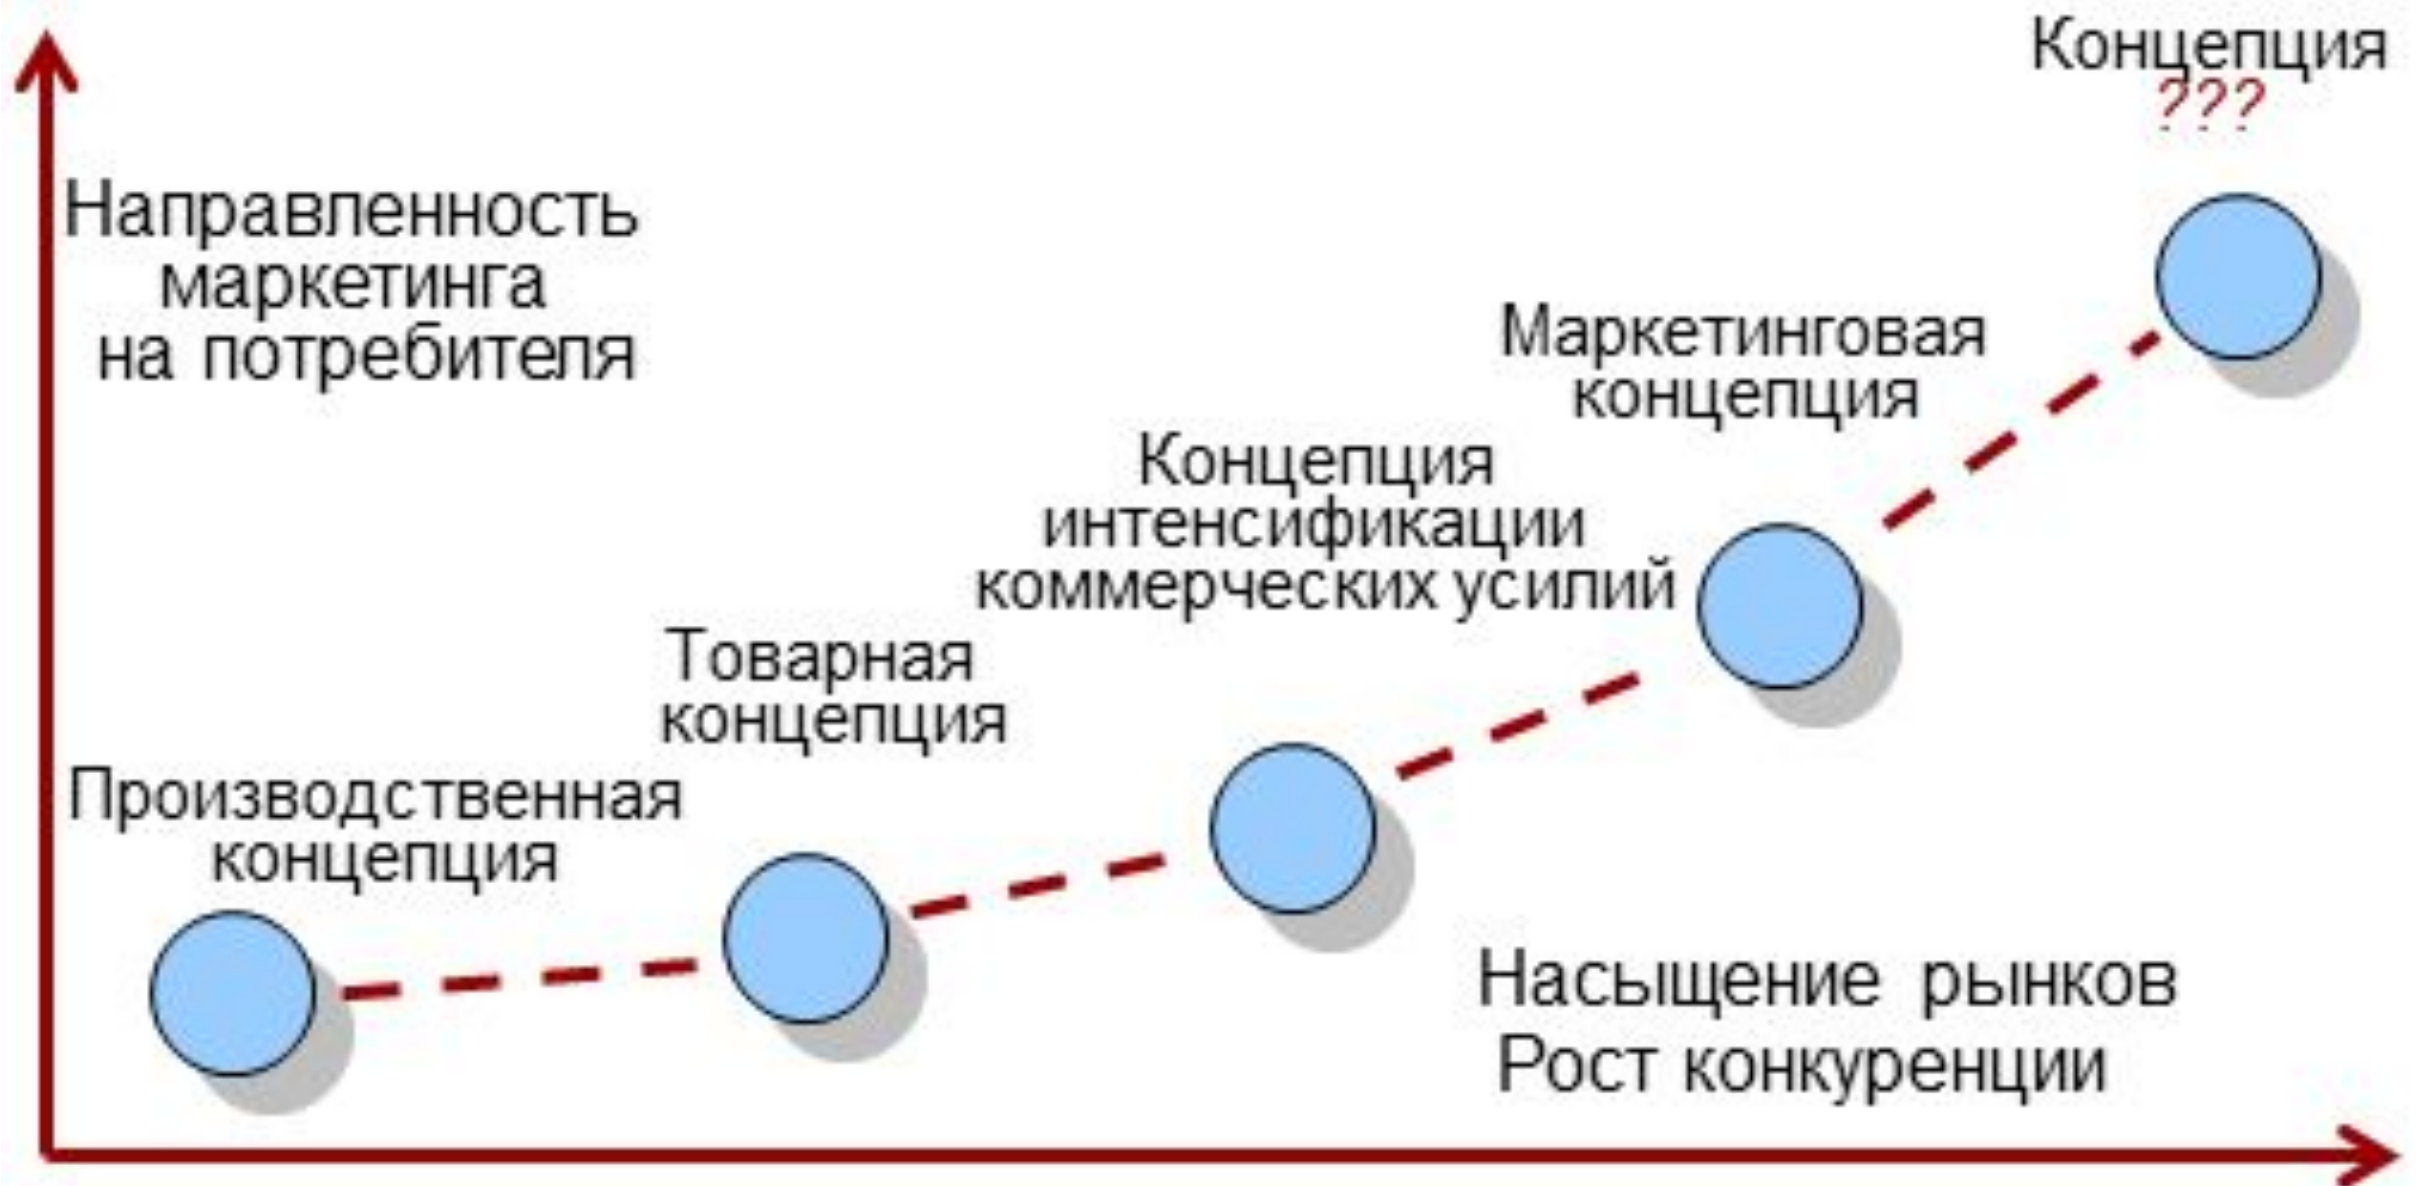 Концепция
???
Направленность
маркетинга
на потребителя
Маркетинговая
концепция
Концепция
интенсификации
коммерческих усилий
Товарная
концепция
Производственная
концепция
Насыщение рынков
Рост конкуренции